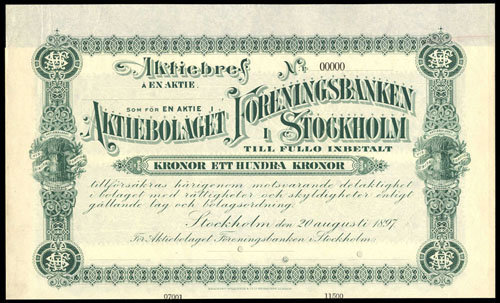 Aktiebref Nº 00000
Å EN AKTIE.
SOM FÖR EN AKTIE
AKTIEBOLAGET FÖRENINGSBANKEN I STOCKHOLM
TILL FULLO INBETALT
KRONOR ETT HUNDRA KRONOR
tillförsäkras härigenom motsvarande delaktighet
i bolaget med rättigheter och skyldigheter enligt
gällande lag och bolagsordning.
Stockholm den 20 augusti 1897.
För Aktiebolaget Föreningsbanken i Stockholm
07001 11500